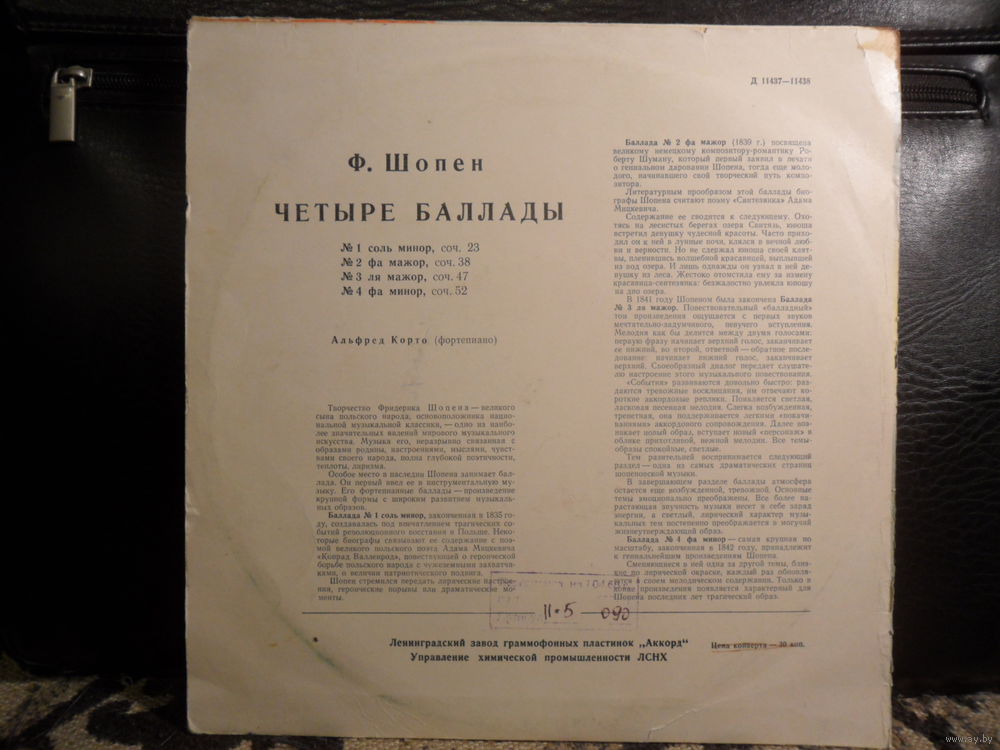 Д 11437—11438
Ф. Шопен
ЧЕТЫРЕ БАЛЛАДЫ
№ 1 соль минор, соч. 23
№ 2 фа мажор, соч. 38
№ 3 ля мажор, соч. 47
№ 4 фа минор, соч. 52
Альфред Корто (фортепиано)
Творчество Фридерика Шопена — великого
сына польского народа, основоположника нацио-
нальной музыкальной классики, — одно из наибо-
лее значительных явлений мирового музыкального
искусства. Музыка его, неразрывно связанная с
образами родины, настроениями, мыслями, чувст-
вами своего народа, полна глубокой поэтичности,
теплоты, лиризма.
Особое место в наследии Шопена занимает бал-
лада. Он первый ввел ее в инструментальную му-
зыку. Его фортепианные баллады — произведение
крупной формы с широким развитием музыкаль-
ных образов.
Баллада № 1 соль минор, законченная в 1835 го-
ду, создавалась под впечатлением трагических со-
бытий революционного восстания в Польше. Неко-
торые биографы связывают ее содержание с поэ-
мой великого польского поэта Адама Мицкевича
«Конрад Валленрод», повествующей о героической
борьбе польского народа с чужеземными захватчи-
ками, о величии патриотического подвига.
Шопен стремился передать лирические настрое-
ния, героические порывы или драматические мо-
менты.
Баллада № 2 фа мажор (1839 г.) посвящена
великому немецкому композитору-романтику Ро-
берту Шуману, который первый заявил в печати
о гениальном даровании Шопена, тогда еще моло-
дого, начинавшего свой творческий путь компо-
зитора.
Литературным прообразом этой баллады био-
графы Шопена считают поэму «Свитезянка» Адама
Мицкевича.
Содержание ее сводится к следующему. Охо-
тясь на лесистых берегах озера Свитязь, юноша
встретил девушку чудесной красоты. Часто прихо-
дил он к ней в лунные ночи, клялся в вечной люб-
ви и верности. Но не сдержал юноша своей клят-
вы, пленившись волшебной красавицей, выплывшей
из вод озера. И лишь однажды он узнал в ней де-
вушку из леса. Жестоко отомстила ему за измену
красавица-сентезянка: безжалостно увлекла юношу
на дно озера.
В 1841 году Шопеном была закончена Баллада
№ 3 ля мажор. Повествовательный «балладный»
тон произведения ощущается с первых звуков
мечтательно-задумчивого, певучего вступления.
Мелодия как бы делится между двумя голосами:
первую фразу начинает верхний голос, заканчивает
ее нижний, во второй, ответной — обратное после-
дование: начинает нижний голос, заканчивает
верхний. Своеобразный диалог передает слушате-
лю настроение этого музыкального повествования.
«События» развиваются довольно быстро: раз-
даются тревожные восклицания, им отвечают ко-
роткие аккордовые реплики. Появляется светлая,
ласковая песенная мелодия. Слегка возбужденная,
трепетная, она поддерживается легкими «покачи-
ваниями» аккордового сопровождения. Далее воз-
никает новый образ, вступает новый «персонаж» в
облике прихотливой, нежной мелодии. Все темы-
образы спокойные, светлые.
Тем разительней воспринимается следующий
раздел — одна из самых драматических страниц
шопеновской музыки.
В завершающем разделе баллады атмосфера
остается еще возбужденной, тревожной. Основные
темы эмоционально преображены. Все более на-
растающая звучность музыки несет в себе заряд
энергии, а светлый, лирический характер музы-
кальных тем постепенно преображается в могучий
жизнеутверждающий образ.
Баллада № 4 фа минор — самая крупная по
масштабу, законченная в 1842 году, принадлежит
к гениальнейшим произведениям Шопена.
Сменяющиеся в ней одна за другой темы, близ-
кие по лирической окраске, каждый раз обновля-
ются в своем мелодическом содержании. Только в
конце произведения появляется характерный для
Шопена последних лет трагический образ.
11·5 — 090
Ленинградский завод граммофонных пластинок „Аккорд“
Управление химической промышленности ЛСНХ
Цена конверта — 30 коп.
www.ay.by